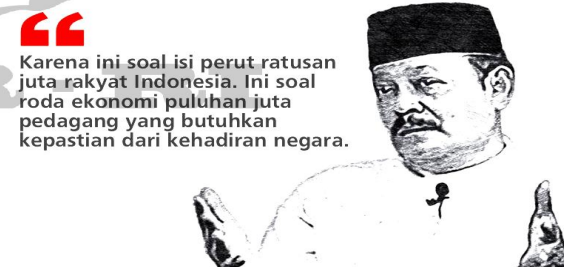 Karena ini soal isi perut ratusan
juta rakyat Indonesia. Ini soal
roda ekonomi puluhan juta
pedagang yang butuhkan
kepastian dari kehadiran negara.